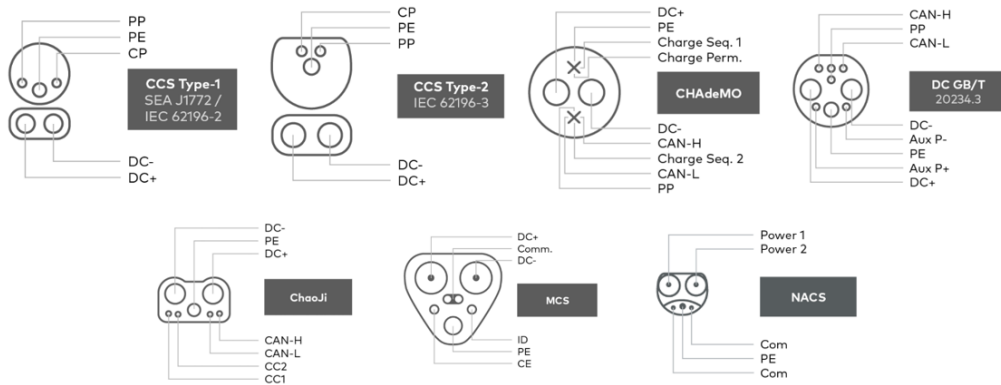 PP
PE
CP
CCS Type-1
SEA J1772 /
IEC 62196-2
DC-
DC+
CP
PE
PP
CCS Type-2
IEC 62196-3
DC-
DC+
DC+
PE
Charge Seq. 1
Charge Perm.
CHAdeMO
DC-
CAN-H
Charge Seq. 2
CAN-L
PP
CAN-H
PP
CAN-L
DC GB/T
20234.3
DC-
Aux P-
PE
Aux P+
DC+
DC-
PE
DC+
ChaoJi
CAN-H
CAN-L
CC2
CC1
DC+
Comm.
DC-
MCS
ID
PE
CE
Power 1
Power 2
NACS
Com
PE
Com